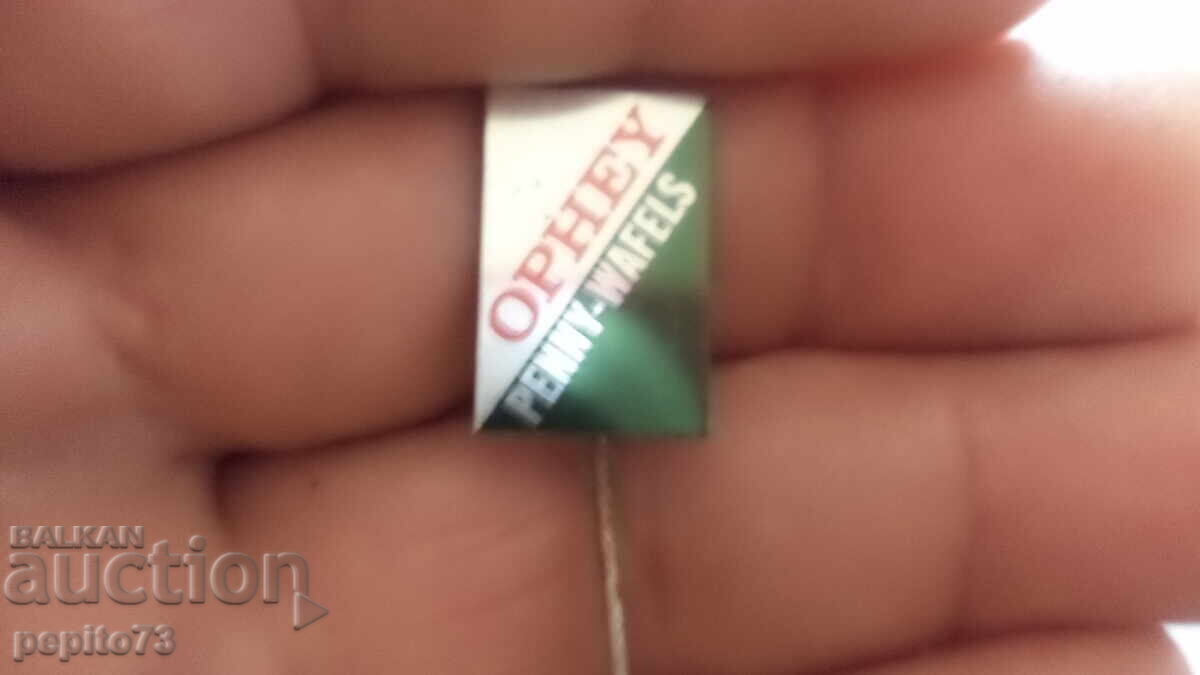 OPHEY
PENNY-WAFELS
BALKAN
auction
pepito73